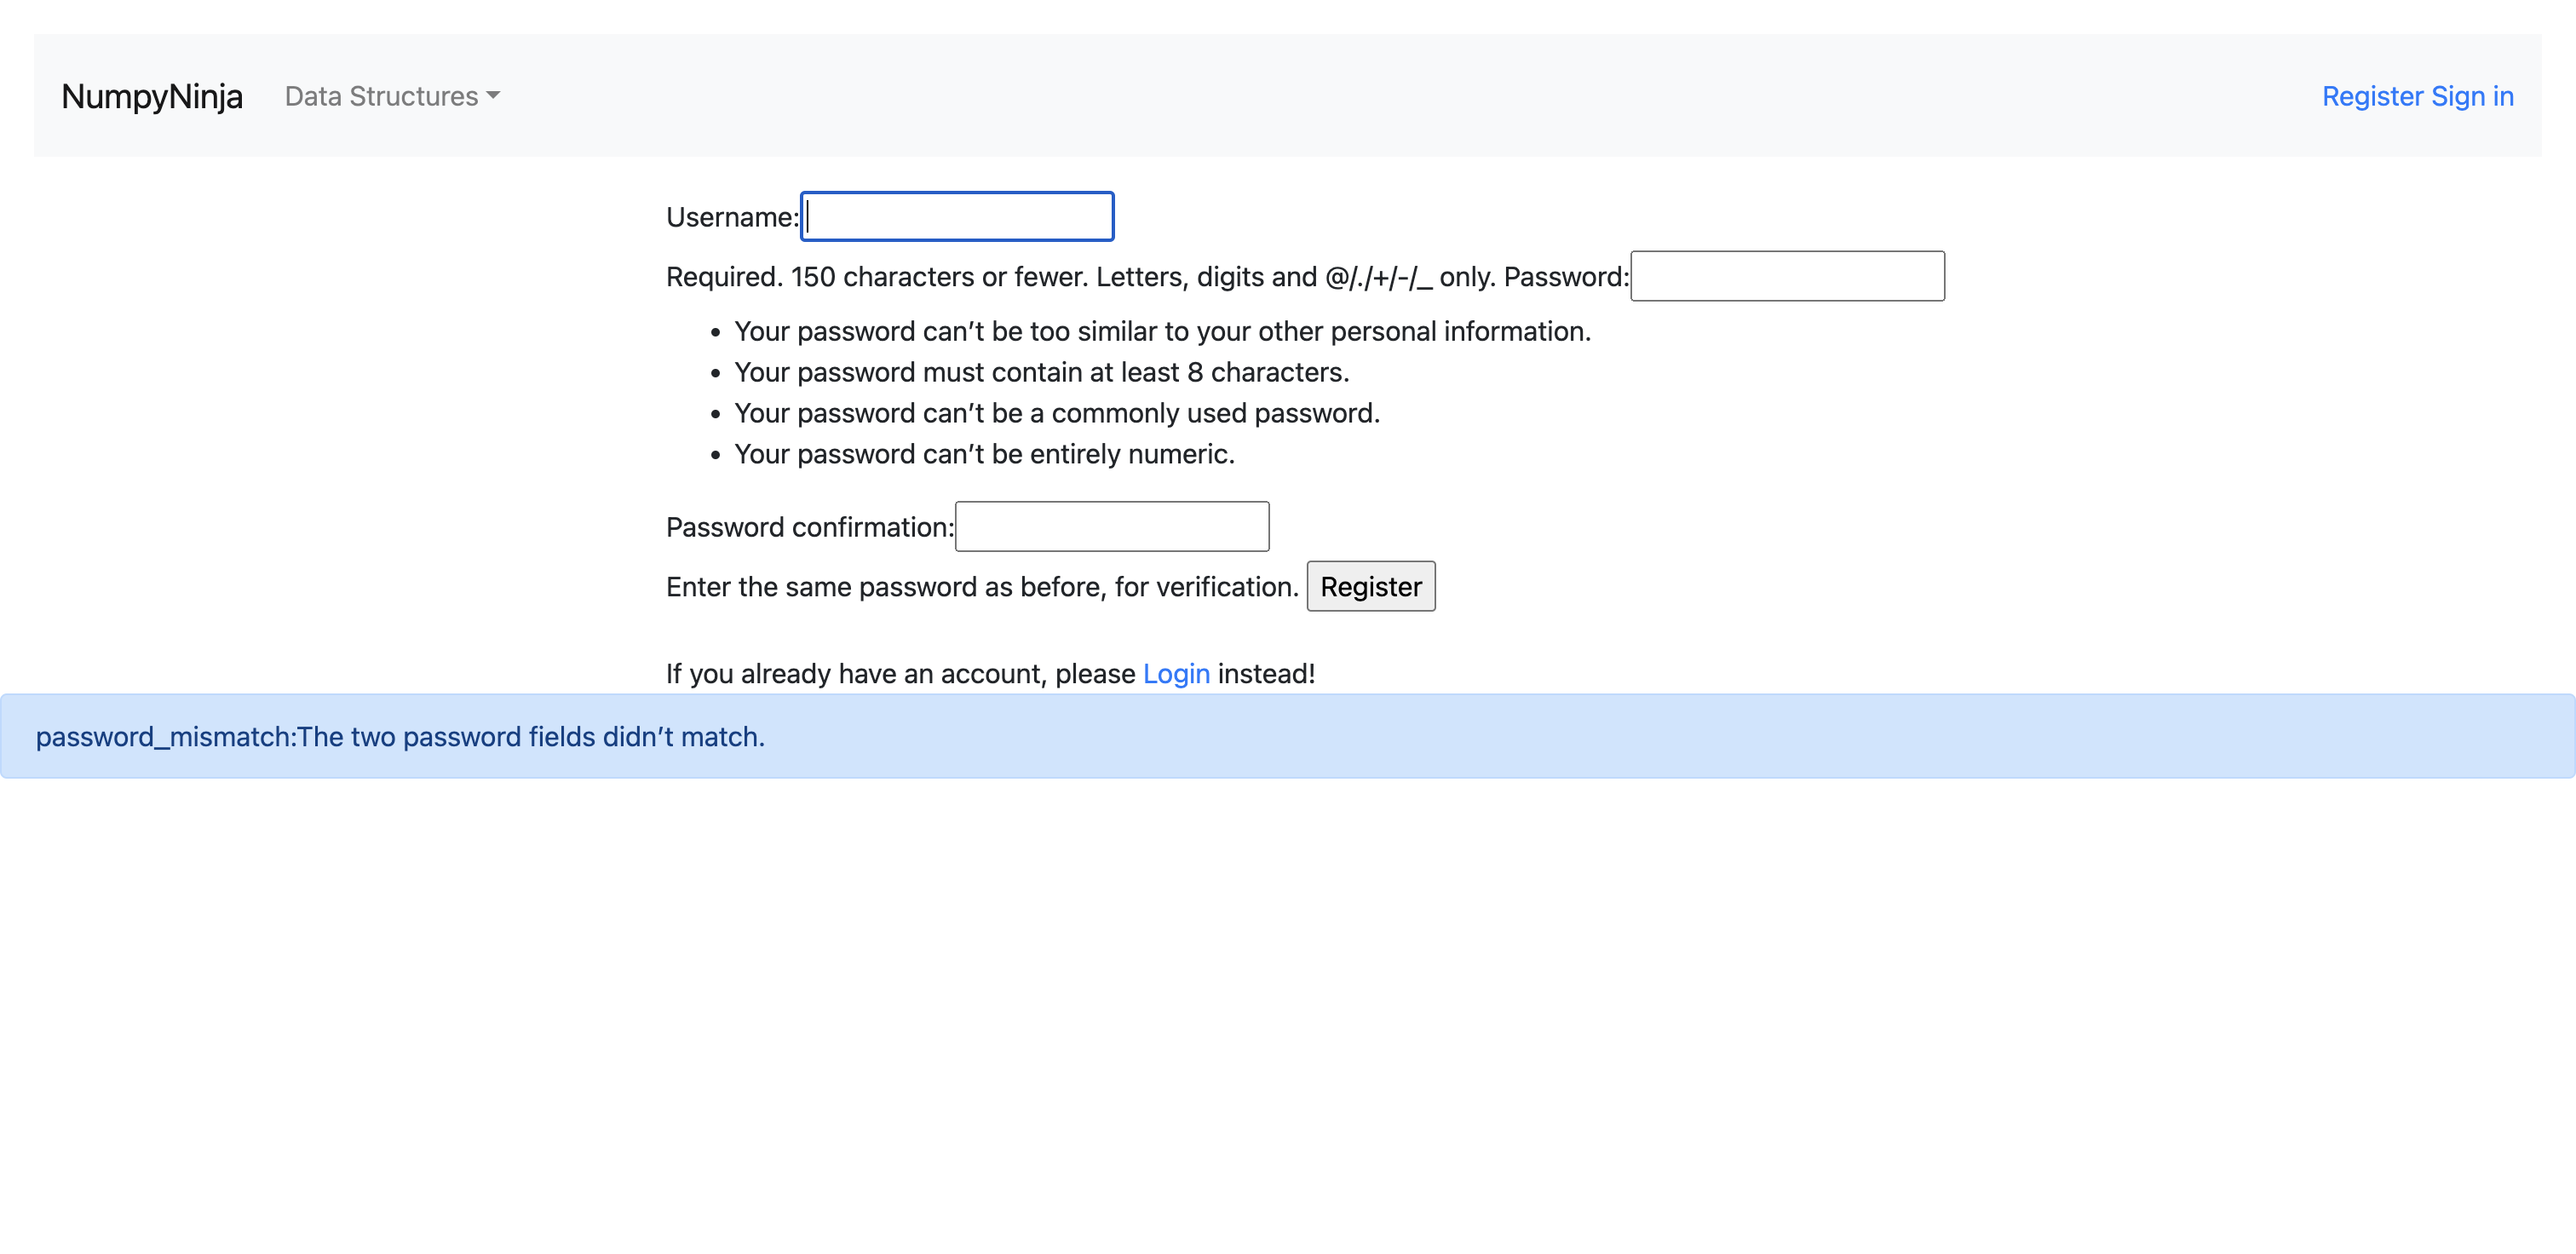 NumpyNinja Data Structures Register Sign in
Username:
Required. 150 characters or fewer. Letters, digits and @/./+/-/_ only. Password:
• Your password can’t be too similar to your other personal information.
• Your password must contain at least 8 characters.
• Your password can’t be a commonly used password.
• Your password can’t be entirely numeric.
Password confirmation:
Enter the same password as before, for verification. Register
If you already have an account, please Login instead!
password_mismatch:The two password fields didn’t match.